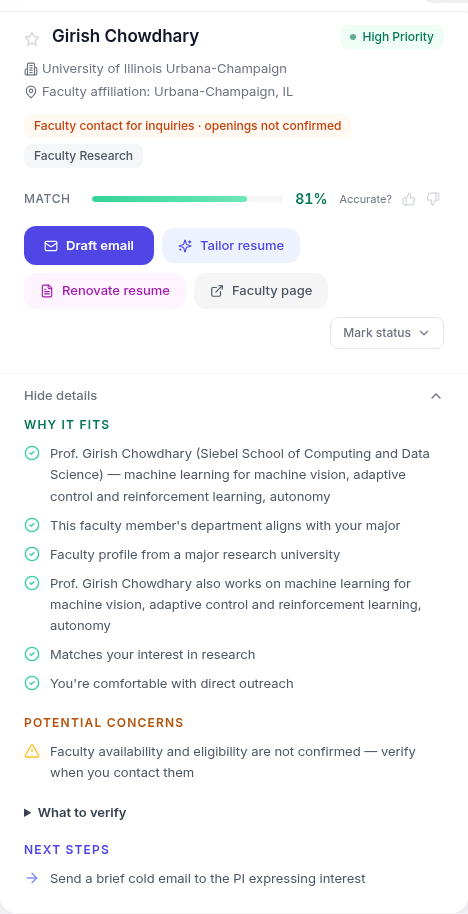 Girish Chowdhary
High Priority
University of Illinois Urbana-Champaign
Faculty affiliation: Urbana-Champaign, IL
Faculty contact for inquiries · openings not confirmed
Faculty Research
MATCH 81% Accurate?
Draft email
Tailor resume
Renovate resume
Faculty page
Mark status
Hide details
WHY IT FITS
Prof. Girish Chowdhary (Siebel School of Computing and Data
Science) — machine learning for machine vision, adaptive
control and reinforcement learning, autonomy
This faculty member's department aligns with your major
Faculty profile from a major research university
Prof. Girish Chowdhary also works on machine learning for
machine vision, adaptive control and reinforcement learning,
autonomy
Matches your interest in research
You're comfortable with direct outreach
POTENTIAL CONCERNS
Faculty availability and eligibility are not confirmed — verify
when you contact them
What to verify
NEXT STEPS
Send a brief cold email to the PI expressing interest